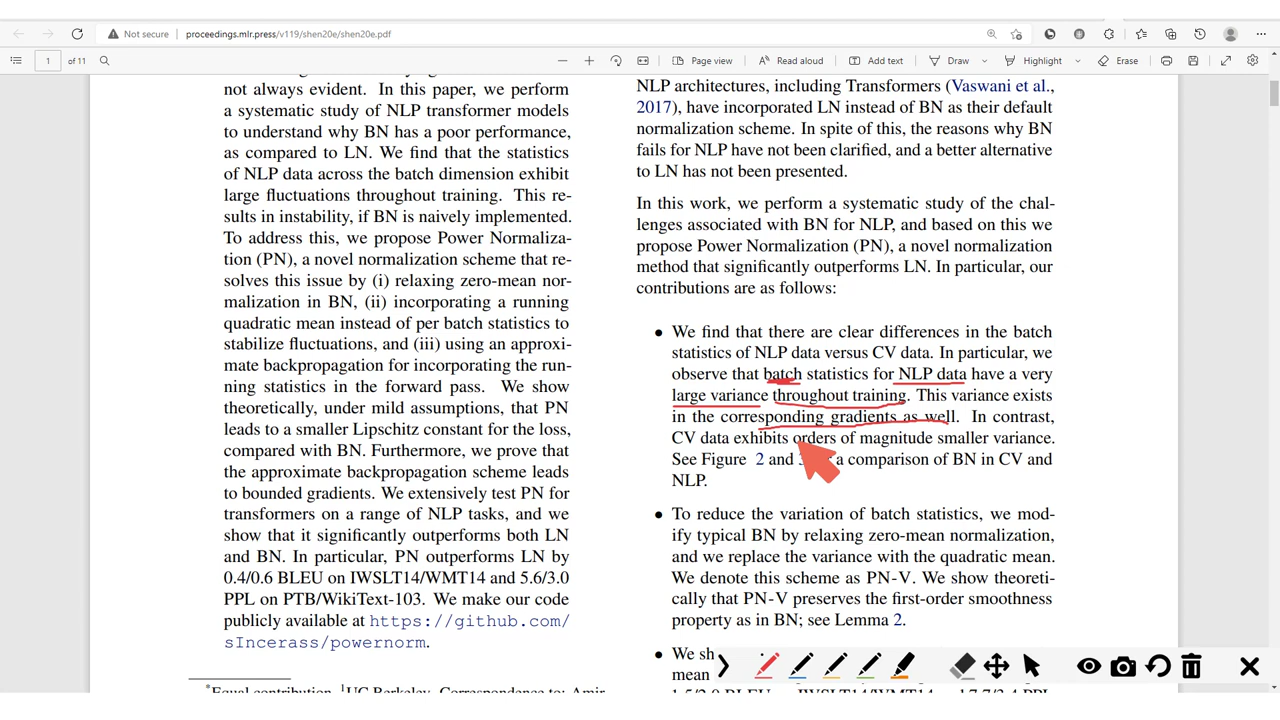 Not secure
proceedings.mlr.press/v119/shen20e/shen20e.pdf
1 of 11
Page view
Read aloud
Add text
Draw
Highlight
Erase
not always evident. In this paper, we perform
a systematic study of NLP transformer models
to understand why BN has a poor performance,
as compared to LN. We find that the statistics
of NLP data across the batch dimension exhibit
large fluctuations throughout training. This re-
sults in instability, if BN is naively implemented.
To address this, we propose Power Normaliza-
tion (PN), a novel normalization scheme that re-
solves this issue by (i) relaxing zero-mean nor-
malization in BN, (ii) incorporating a running
quadratic mean instead of per batch statistics to
stabilize fluctuations, and (iii) using an approxi-
mate backpropagation for incorporating the run-
ning statistics in the forward pass. We show
theoretically, under mild assumptions, that PN
leads to a smaller Lipschitz constant for the loss,
compared with BN. Furthermore, we prove that
the approximate backpropagation scheme leads
to bounded gradients. We extensively test PN for
transformers on a range of NLP tasks, and we
show that it significantly outperforms both LN
and BN. In particular, PN outperforms LN by
0.4/0.6 BLEU on IWSLT14/WMT14 and 5.6/3.0
PPL on PTB/WikiText-103. We make our code
publicly available at https://github.com/
sIncerass/powernorm.
*Equal contribution 1UC Berkeley. Correspondence to: Amir
NLP architectures, including Transformers (Vaswani et al.,
2017), have incorporated LN instead of BN as their default
normalization scheme. In spite of this, the reasons why BN
fails for NLP have not been clarified, and a better alternative
to LN has not been presented.
In this work, we perform a systematic study of the chal-
lenges associated with BN for NLP, and based on this we
propose Power Normalization (PN), a novel normalization
method that significantly outperforms LN. In particular, our
contributions are as follows:
• We find that there are clear differences in the batch
statistics of NLP data versus CV data. In particular, we
observe that batch statistics for NLP data have a very
large variance throughout training. This variance exists
in the corresponding gradients as well. In contrast,
CV data exhibits orders of magnitude smaller variance.
See Figure 2 and a comparison of BN in CV and
NLP.
• To reduce the variation of batch statistics, we mod-
ify typical BN by relaxing zero-mean normalization,
and we replace the variance with the quadratic mean.
We denote this scheme as PN-V. We show theoreti-
cally that PN-V preserves the first-order smoothness
property as in BN; see Lemma 2.
• We sh
mean